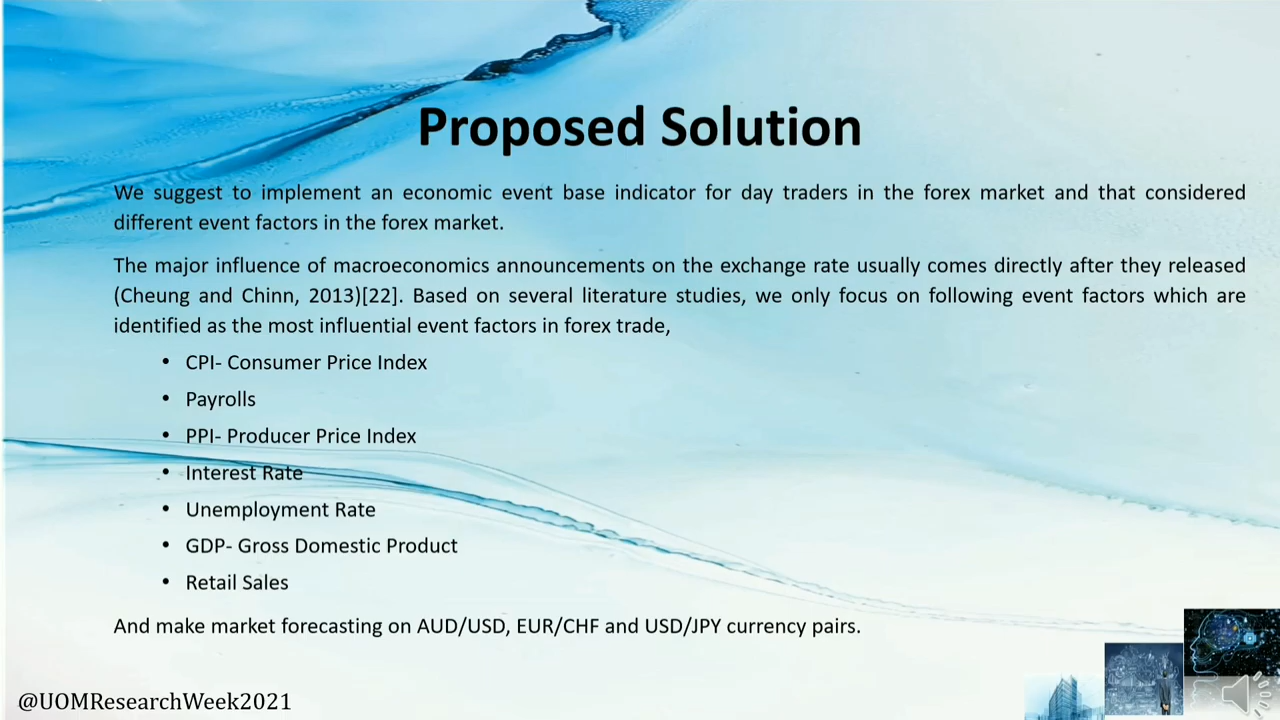 Proposed Solution
We suggest to implement an economic event base indicator for day traders in the forex market and that considered
different event factors in the forex market.
The major influence of macroeconomics announcements on the exchange rate usually comes directly after they released
(Cheung and Chinn, 2013)[22]. Based on several literature studies, we only focus on following event factors which are
identified as the most influential event factors in forex trade,
• CPI- Consumer Price Index
• Payrolls
• PPI- Producer Price Index
• Interest Rate
• Unemployment Rate
• GDP- Gross Domestic Product
• Retail Sales
And make market forecasting on AUD/USD, EUR/CHF and USD/JPY currency pairs.
@UOMResearchWeek2021